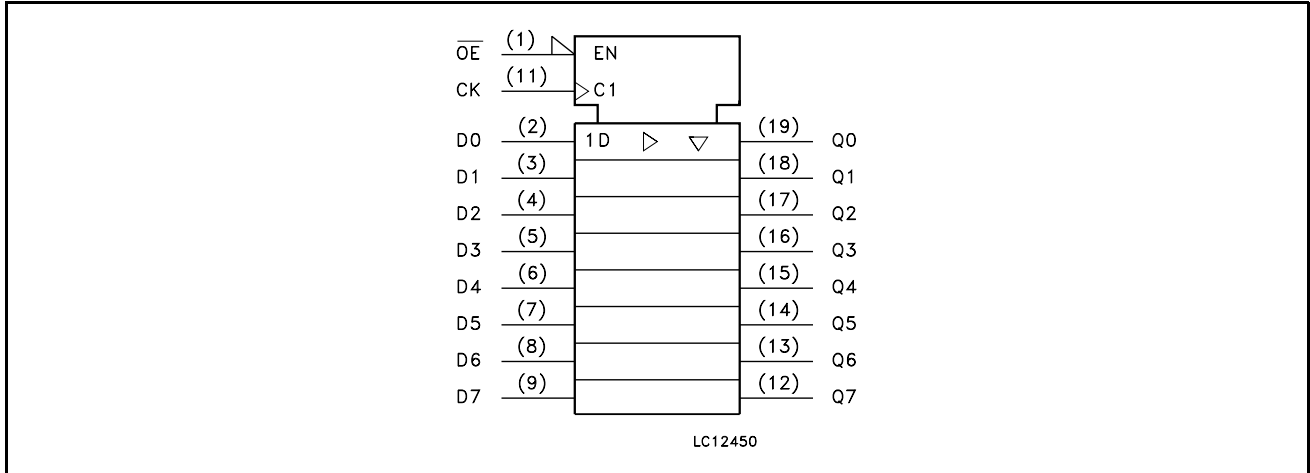 O̅E̅ (1) EN
CK (11) C1
D0 (2) 1D (19) Q0
D1 (3) (18) Q1
D2 (4) (17) Q2
D3 (5) (16) Q3
D4 (6) (15) Q4
D5 (7) (14) Q5
D6 (8) (13) Q6
D7 (9) (12) Q7
LC12450